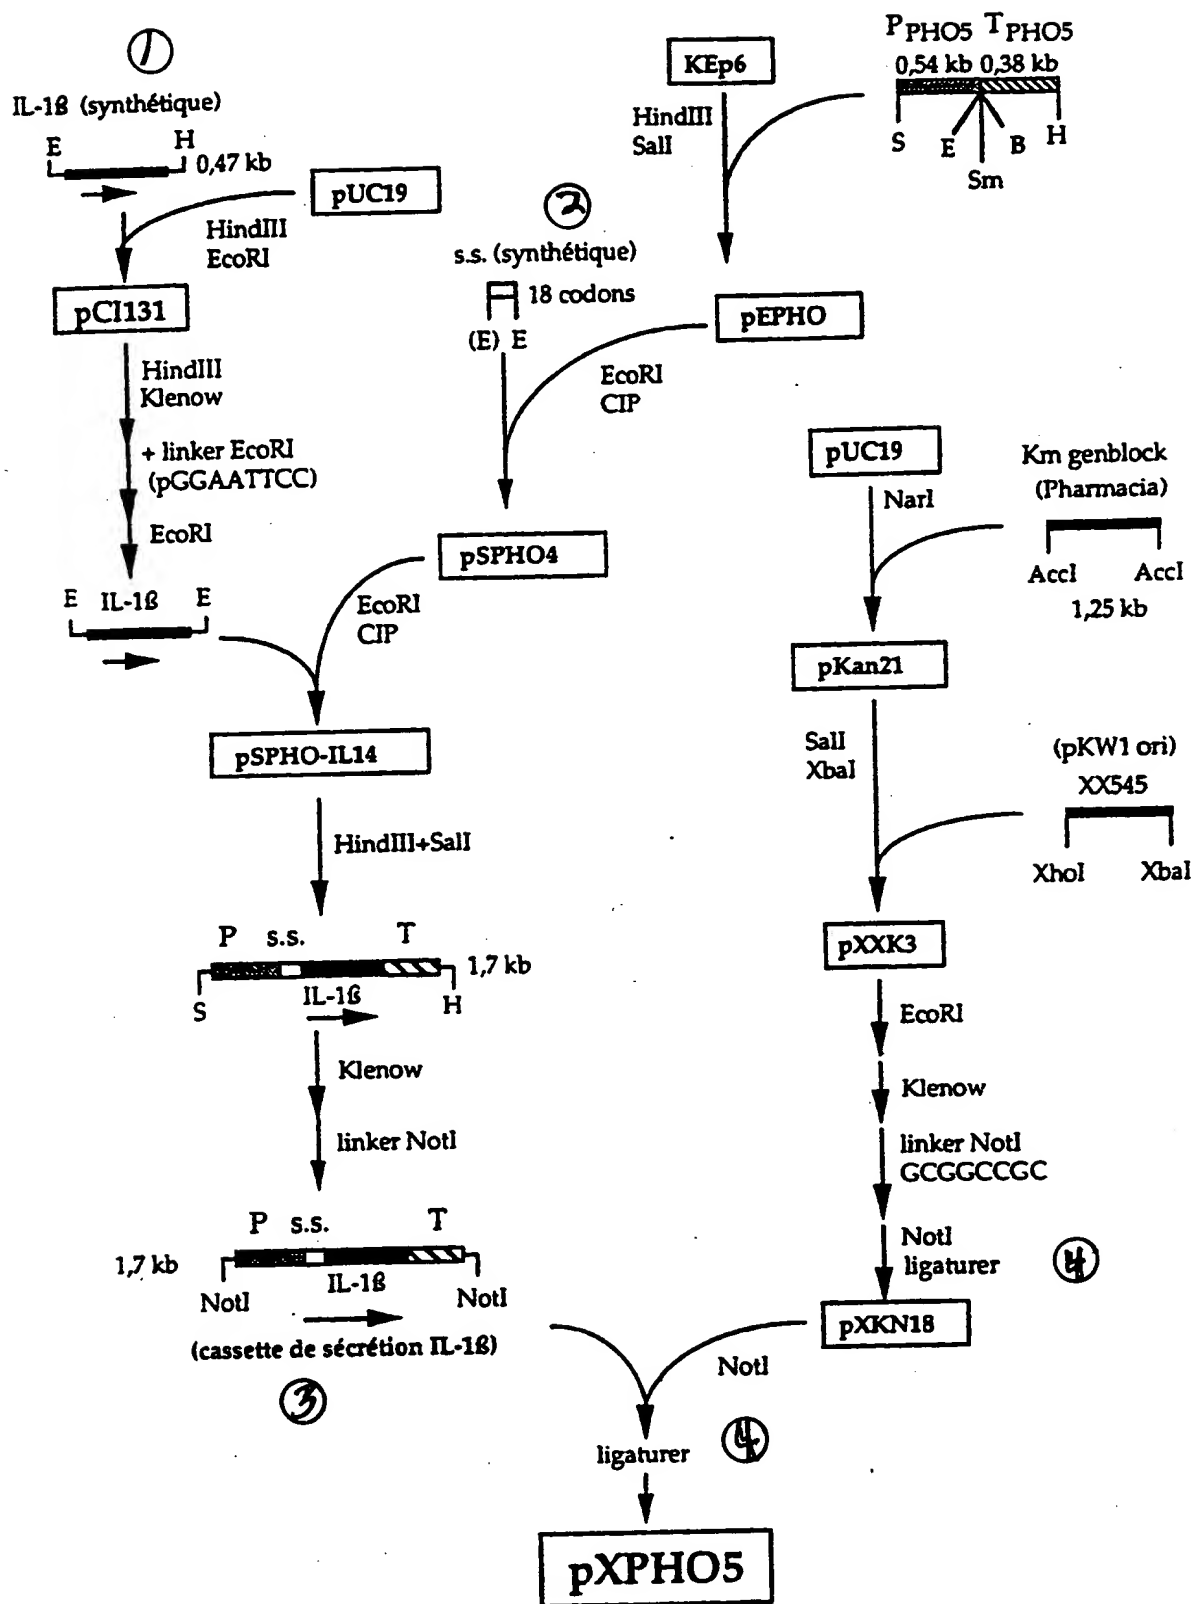 1
IL-1ß (synthétique)
E H
0,47 kb
pUC19
HindIII
EcoRI
pCI131
HindIII
Klenow
+ linker EcoRI
(pGGAATTCC)
EcoRI
E IL-1ß E
KEp6
HindIII
SalI
PPHO5 TPHO5
0,54 kb 0,38 kb
S E Sm B H
2
s.s. (synthétique)
18 codons
(E) E
pEPHO
EcoRI
CIP
pSPHO4
EcoRI
CIP
pSPHO-IL14
HindIII+SalI
P s.s. T
1,7 kb
S IL-1ß H
Klenow
linker NotI
P s.s. T
1,7 kb
NotI IL-1ß NotI
(cassette de sécrétion IL-1ß)
3
pUC19
NarI
Km genblock
(Pharmacia)
AccI AccI
1,25 kb
pKan21
SalI
XbaI
(pKW1 ori)
XX545
XhoI XbaI
pXXK3
EcoRI
Klenow
linker NotI
GCGGCCGC
NotI
ligaturer
4
pXKN18
NotI
ligaturer
4
pXPHO5